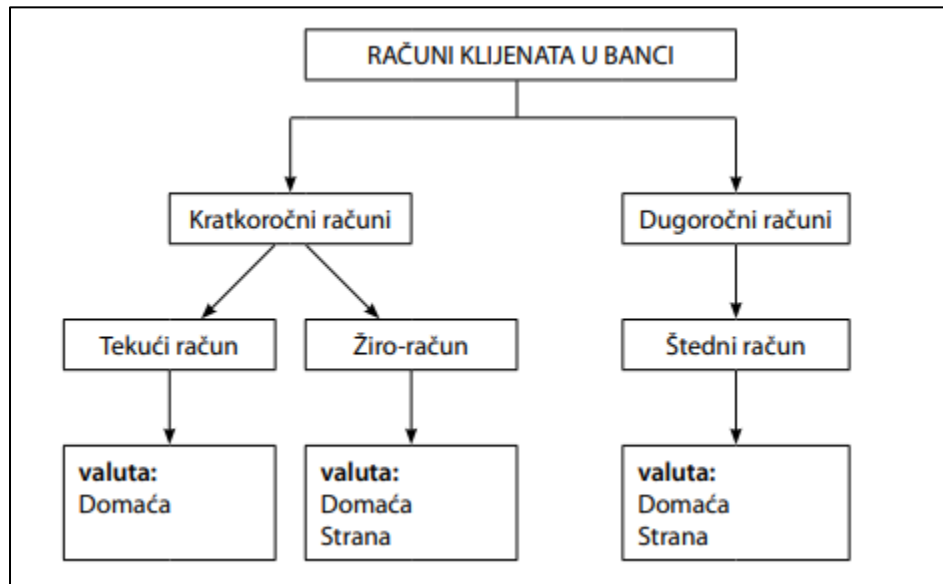 RAČUNI KLIJENATA U BANCI
Kratkoročni računi
Dugoročni računi
Tekući račun
Žiro-račun
Štedni račun
valuta:
Domaća
valuta:
Domaća
Strana
valuta:
Domaća
Strana